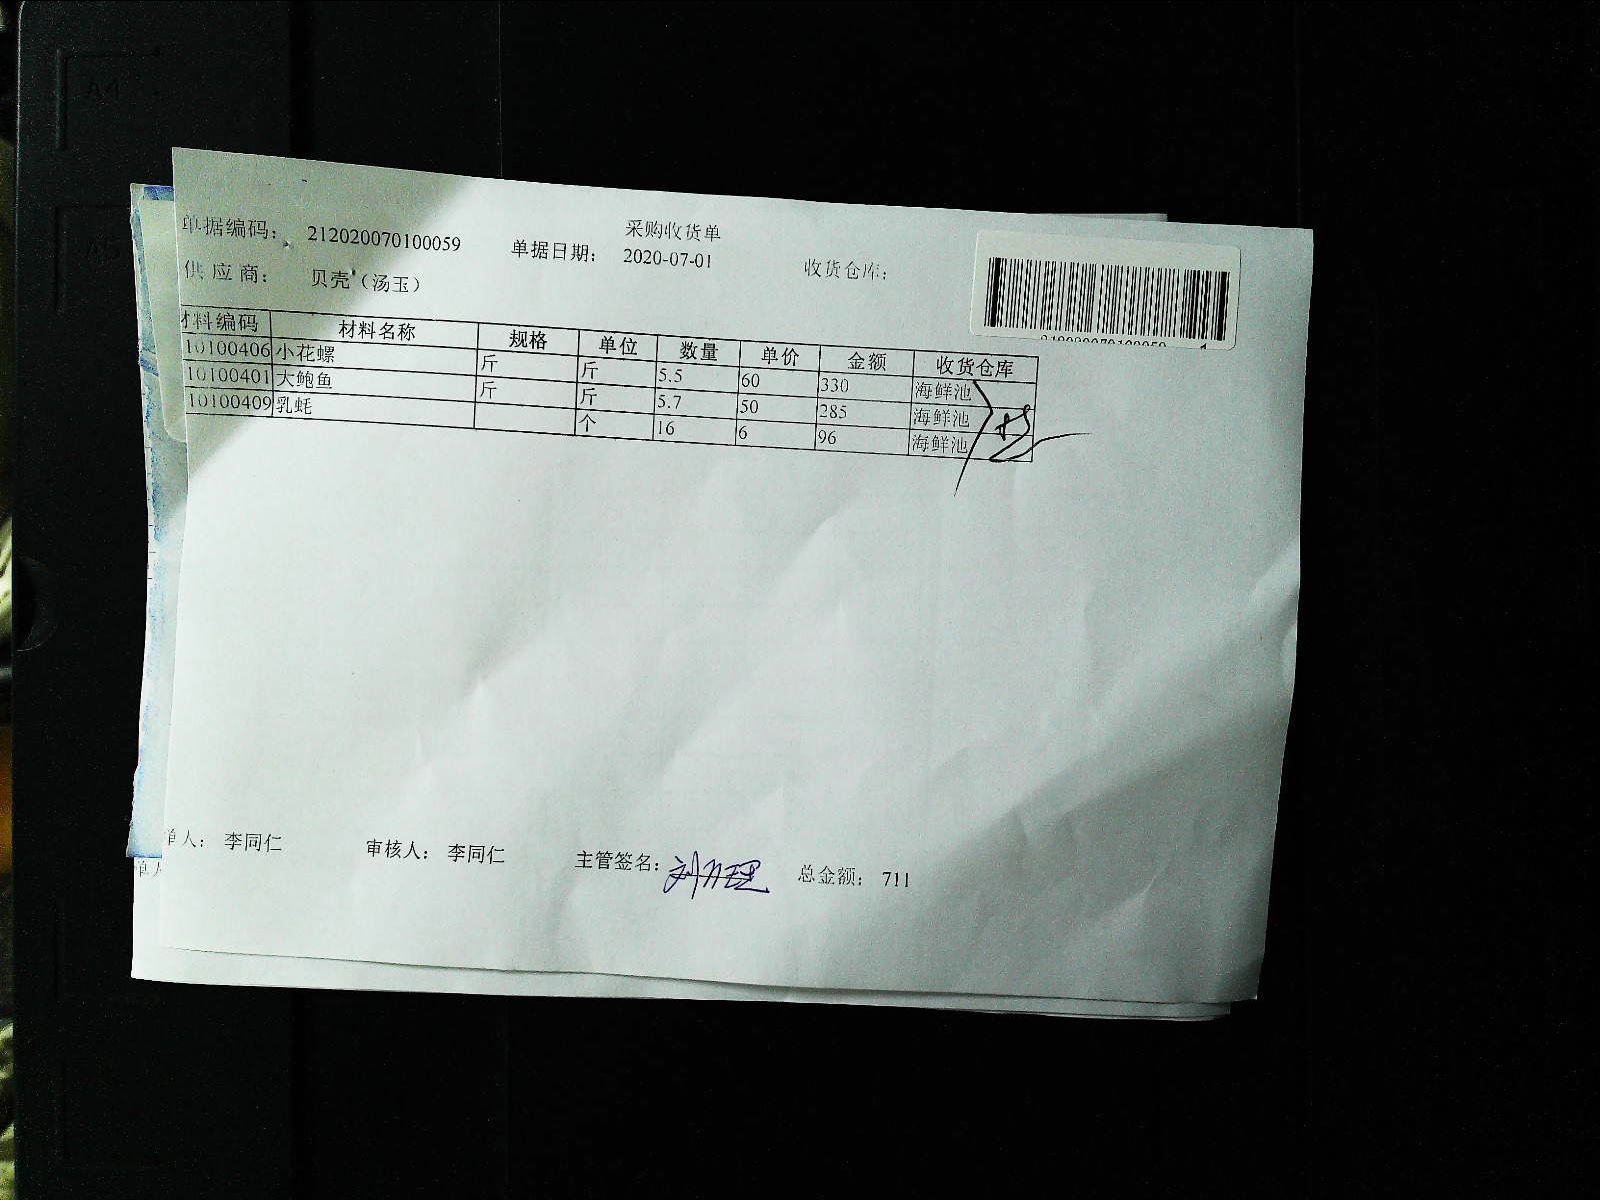 采购收货单
单据编码： 212020070100059 单据日期： 2020-07-01 收货仓库：
供应商： 贝壳（汤玉）
材料编码 材料名称 规格 单位 数量 单价 金额 收货仓库
10100406 小花螺 斤 斤 5.5 60 330 海鲜池
10100401 大鲍鱼 斤 斤 5.7 50 285 海鲜池
10100409 乳蚝 个 16 6 96 海鲜池
单人： 李同仁 审核人： 李同仁 主管签名： 总金额： 711
单人